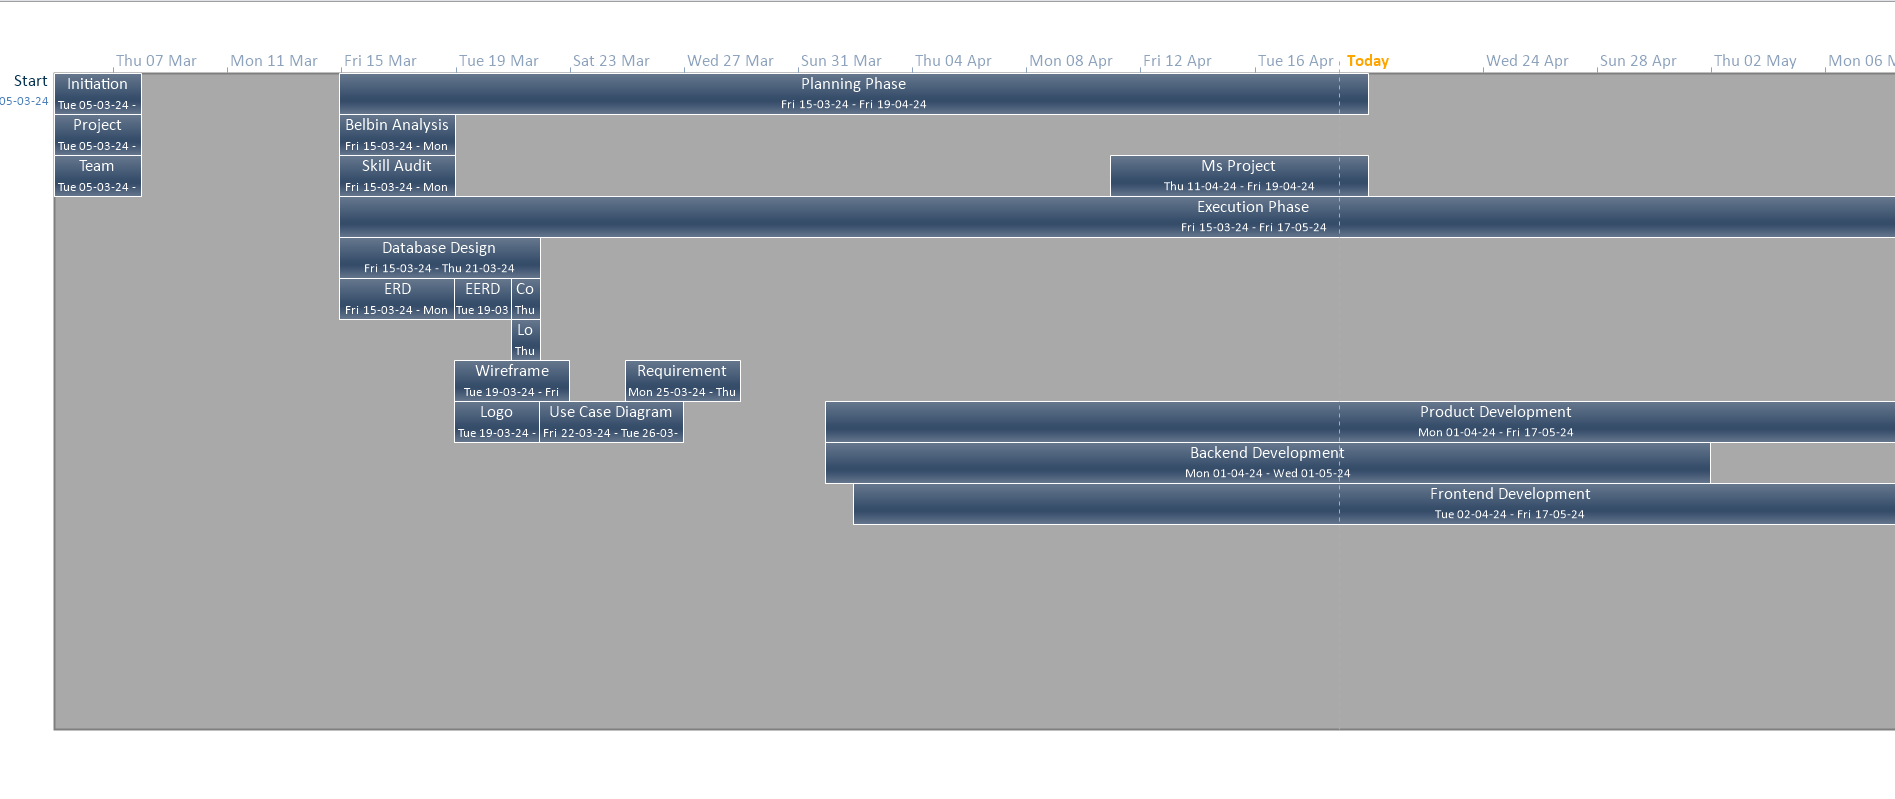 Thu 07 Mar
Mon 11 Mar
Fri 15 Mar
Tue 19 Mar
Sat 23 Mar
Wed 27 Mar
Sun 31 Mar
Thu 04 Apr
Mon 08 Apr
Fri 12 Apr
Tue 16 Apr
Today
Wed 24 Apr
Sun 28 Apr
Thu 02 May
Mon 06 M
Start
05-03-24
Initiation
Tue 05-03-24 -
Planning Phase
Fri 15-03-24 - Fri 19-04-24
Project
Tue 05-03-24 -
Belbin Analysis
Fri 15-03-24 - Mon
Team
Tue 05-03-24 -
Skill Audit
Fri 15-03-24 - Mon
Ms Project
Thu 11-04-24 - Fri 19-04-24
Execution Phase
Fri 15-03-24 - Fri 17-05-24
Database Design
Fri 15-03-24 - Thu 21-03-24
ERD
Fri 15-03-24 - Mon
EERD
Tue 19-03
Co
Thu
Lo
Thu
Wireframe
Tue 19-03-24 - Fri
Requirement
Mon 25-03-24 - Thu
Logo
Tue 19-03-24 -
Use Case Diagram
Fri 22-03-24 - Tue 26-03-
Product Development
Mon 01-04-24 - Fri 17-05-24
Backend Development
Mon 01-04-24 - Wed 01-05-24
Frontend Development
Tue 02-04-24 - Fri 17-05-24